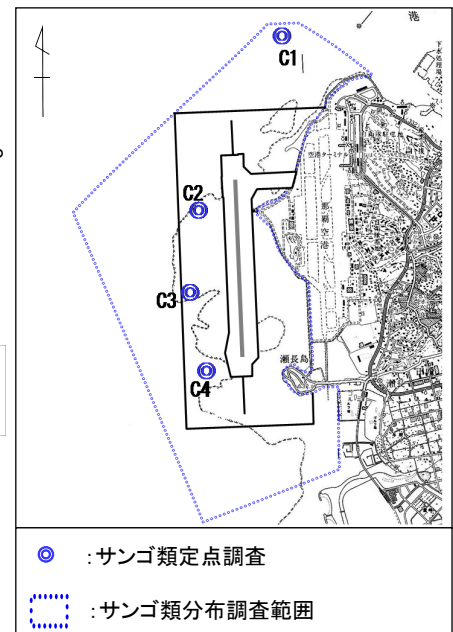 港
C1
下水処理場
空港ターミナル
C2
那覇空港
C3
瀬長島
C4
:サンゴ類定点調査
:サンゴ類分布調査範囲